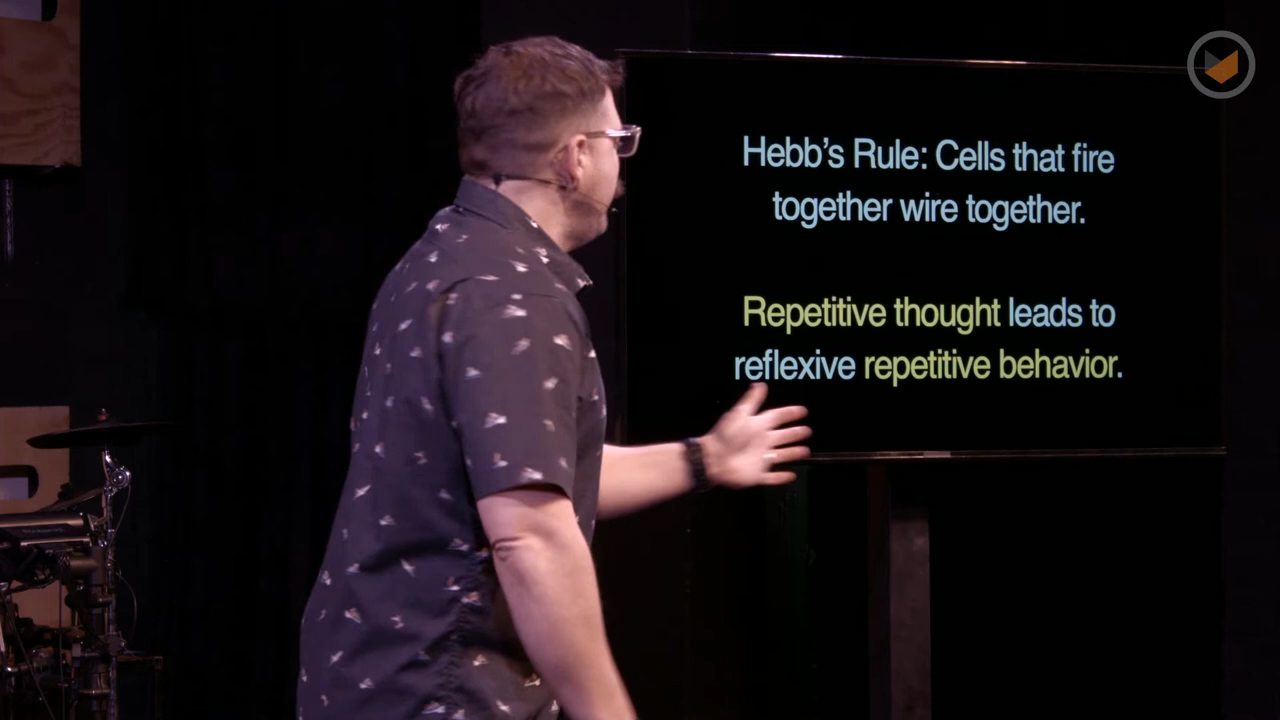 Hebb's Rule: Cells that fire
together wire together.
Repetitive thought leads to
reflexive repetitive behavior.